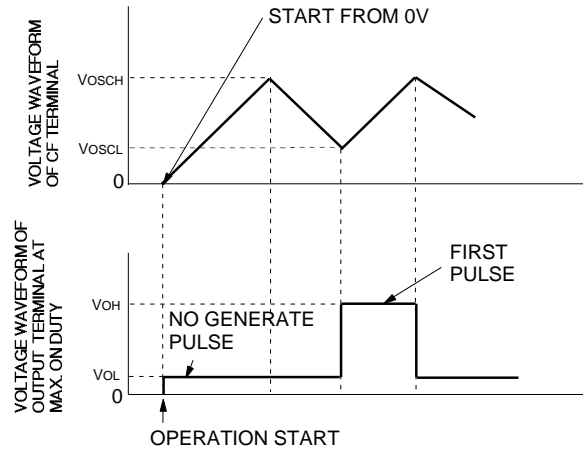 START FROM 0V
VOLTAGE WAVEFORM
OF CF TERMINAL
VOSCH
VOSCL
0
VOLTAGE WAVEFORM OF
OUTPUT TERMINAL AT
MAX. ON DUTY
FIRST
PULSE
VOH
NO GENERATE
PULSE
VOL
0
OPERATION START